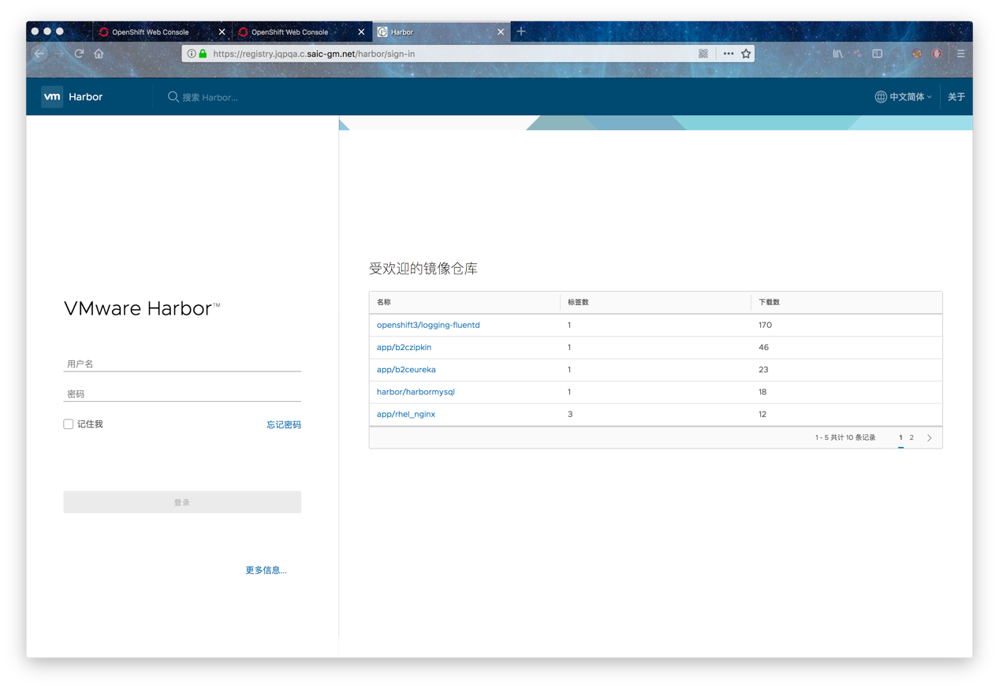 OpenShift Web Console
OpenShift Web Console
Harbor
https://registry.jqpqa.c.saic-gm.net/harbor/sign-in
vm Harbor
搜索 Harbor...
中文简体
关于
VMware Harbor™
用户名
密码
记住我
忘记密码
登录
更多信息...
受欢迎的镜像仓库
名称 标签数 下载数
openshift3/logging-fluentd 1 170
app/b2czipkin 1 46
app/b2ceureka 1 23
harbor/harbormysql 1 18
app/rhel_nginx 3 12
1 - 5 共计 10 条记录 1 2